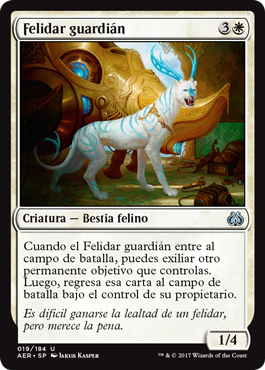 Felidar guardián 3
Criatura — Bestia felino
Cuando el Felidar guardián entre al
campo de batalla, puedes exiliar otro
permanente objetivo que controlas.
Luego, regresa esa carta al campo de
batalla bajo el control de su propietario.
Es difícil ganarse la lealtad de un felidar,
pero merece la pena.
1/4
019/184 U
AER • SP Jakub Kasper
™ & © 2017 Wizards of the Coast